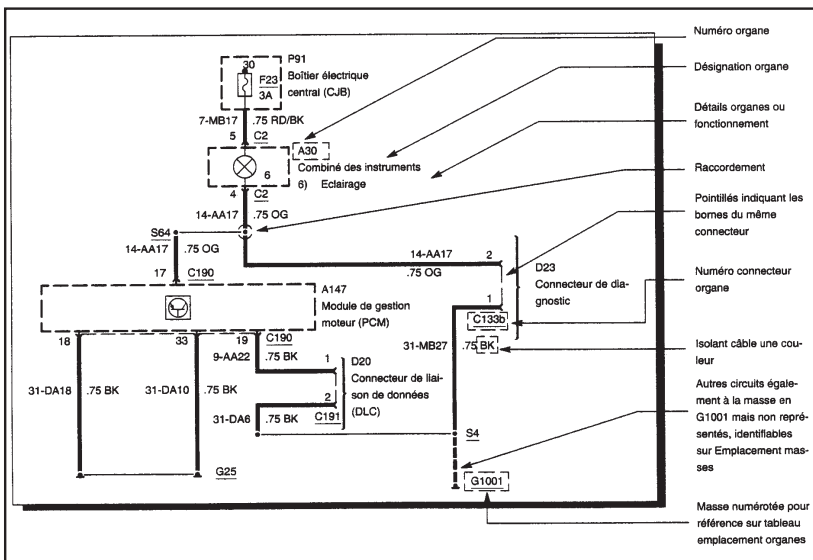 Numéro organe
Désignation organe
Détails organes ou
fonctionnement
Raccordement
Pointillés indiquant les
bornes du même
connecteur
Numéro connecteur
organe
Isolant câble une cou-
leur
Autres circuits égale-
ment à la masse en
G1001 mais non repré-
sentés, identifiables
sur Emplacement mas-
ses
Masse numérotée pour
référence sur tableau
emplacement organes
30
F23
3A
P91
Boîtier électrique
central (CJB)
7-MB17 .75 RD/BK
5 C2
A30
Combiné des instruments
6) Eclairage
6
4 C2
14-AA17 .75 OG
S64
14-AA17 .75 OG
17 C190
14-AA17 2
.75 OG
D23
Connecteur de dia-
gnostic
1
C133b
31-MB27 .75 BK
A147
Module de gestion
moteur (PCM)
18 33 19 C190
9-AA22 .75 BK 1
D20
Connecteur de liai-
son de données
(DLC)
31-DA18 .75 BK
31-DA10 .75 BK
2
31-DA6 .75 BK C191
S4
G25
G1001